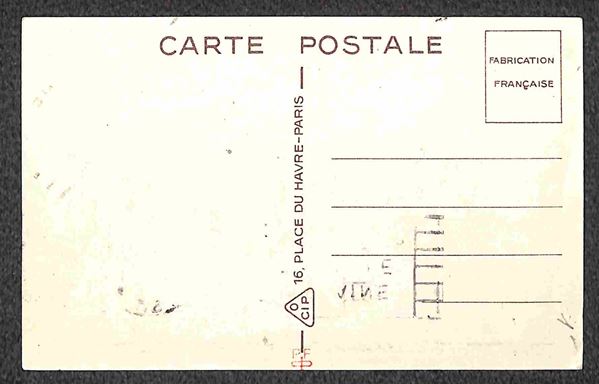 CARTE POSTALE
FABRICATION
FRANÇAISE
16, PLACE DU HAVRE-PARIS
O
CIP